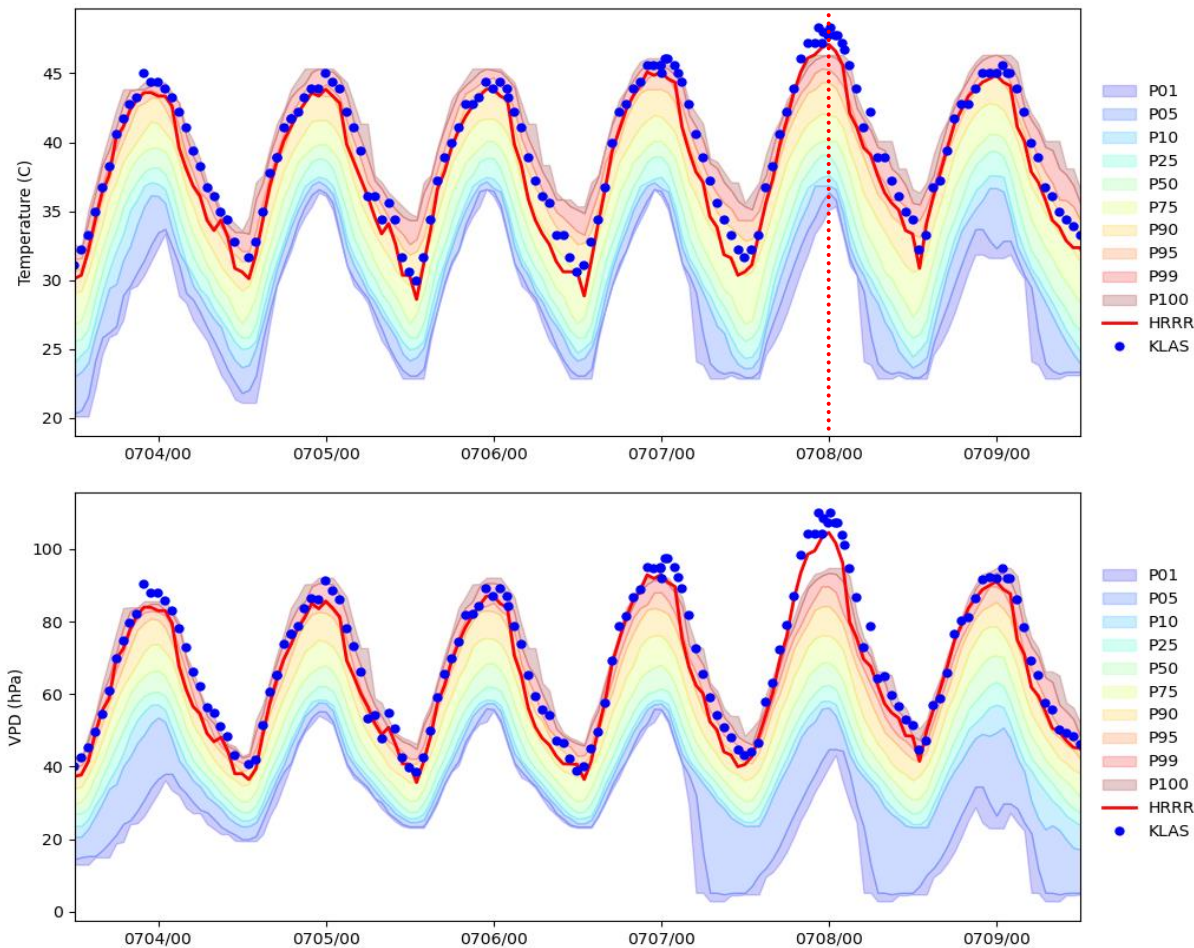 45
40
35
30
25
20
Temperature (C)
0704/00
0705/00
0706/00
0707/00
0708/00
0709/00
P01
P05
P10
P25
P50
P75
P90
P95
P99
P100
HRRR
KLAS
100
80
60
40
20
0
VPD (hPa)
0704/00
0705/00
0706/00
0707/00
0708/00
0709/00
P01
P05
P10
P25
P50
P75
P90
P95
P99
P100
HRRR
KLAS